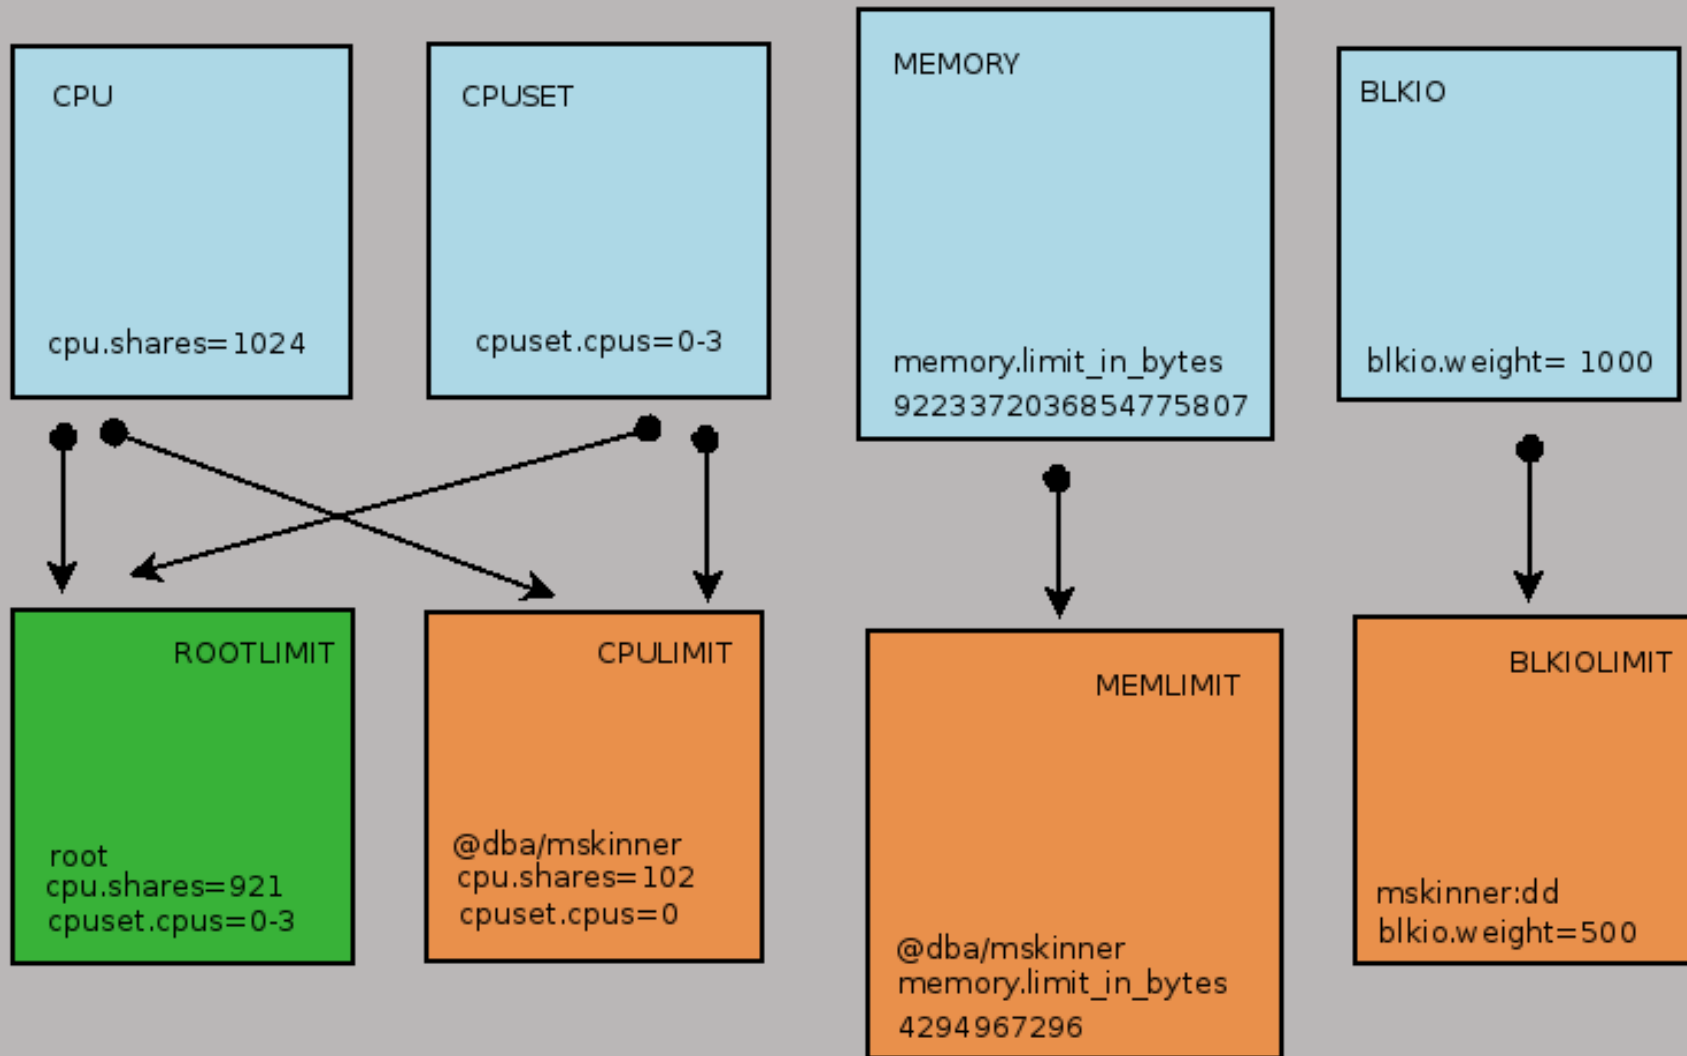 CPU
cpu.shares=1024
CPUSET
cpuset.cpus=0-3
MEMORY
memory.limit_in_bytes
9223372036854775807
BLKIO
blkio.weight= 1000
ROOTLIMIT
root
cpu.shares=921
cpuset.cpus=0-3
CPULIMIT
@dba/mskinner
cpu.shares=102
cpuset.cpus=0
MEMLIMIT
@dba/mskinner
memory.limit_in_bytes
4294967296
BLKIOLIMIT
mskinner:dd
blkio.weight=500